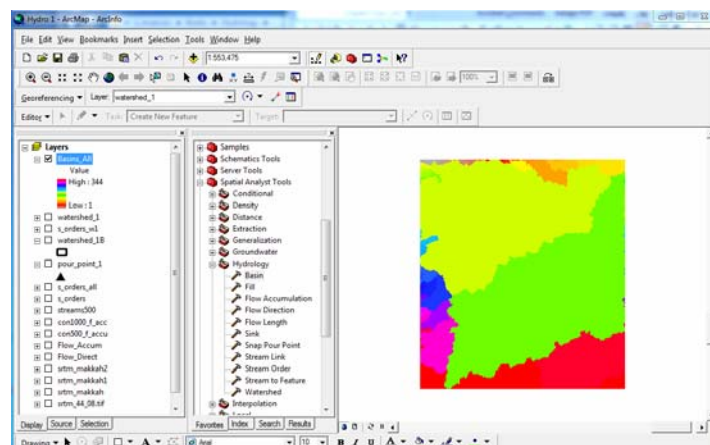 Hydro 1 - ArcMap - ArcInfo
File Edit View Bookmarks Insert Selection Tools Window Help
1:553,475
100%
Georeferencing Layer: watershed_1
Editor Task: Create New Feature Target:
Layers
Basins_All
Value
High : 344
Low : 1
watershed_1
s_orders_w1
watershed_1B
pour_point_1
s_orders_all
s_orders
streams500
con1000_f_acc
con500_f_accu
Flow_Accum
Flow_Direct
srtm_makkah2
srtm_makkah1
srtm_makkah
srtm_44_08.tif
Display Source Selection
Samples
Schematics Tools
Server Tools
Spatial Analyst Tools
Conditional
Density
Distance
Extraction
Generalization
Groundwater
Hydrology
Basin
Fill
Flow Accumulation
Flow Direction
Flow Length
Sink
Snap Pour Point
Stream Link
Stream Order
Stream to Feature
Watershed
Interpolation
Local
Favorites Index Search Results
Drawing A Arial 10 B I U A